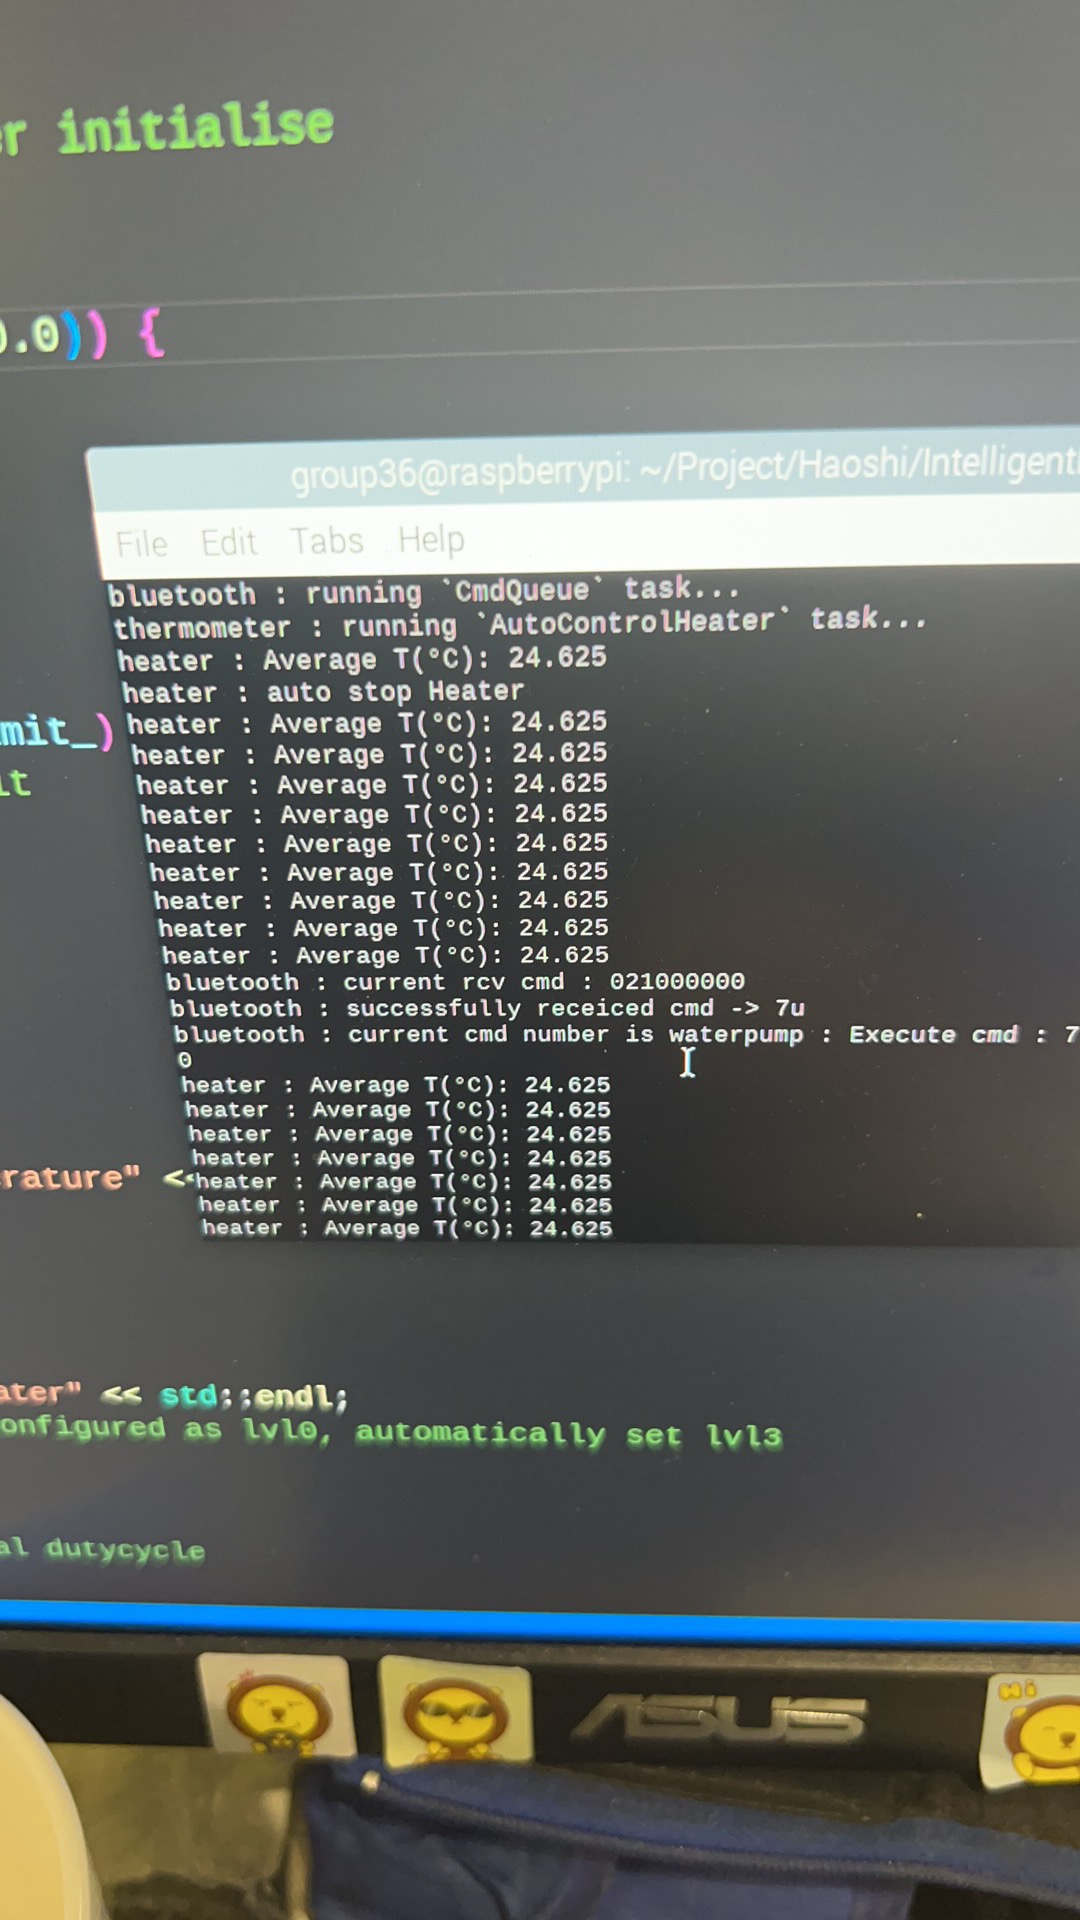 r initialise
.0)) {
group36@raspberrypi: ~/Project/Haoshi/Intelligent
File Edit Tabs Help
bluetooth : running `CmdQueue` task...
thermometer : running `AutoControlHeater` task...
heater : Average T(°C): 24.625
heater : auto stop Heater
heater : Average T(°C): 24.625
mit_)
heater : Average T(°C): 24.625
heater : Average T(°C): 24.625
it
heater : Average T(°C): 24.625
heater : Average T(°C): 24.625
heater : Average T(°C): 24.625
heater : Average T(°C): 24.625
heater : Average T(°C): 24.625
heater : Average T(°C): 24.625
bluetooth : current rcv cmd : 021000000
bluetooth : successfully receiced cmd -> 7u
bluetooth : current cmd number is waterpump : Execute cmd : 7
0
heater : Average T(°C): 24.625
heater : Average T(°C): 24.625
heater : Average T(°C): 24.625
heater : Average T(°C): 24.625
rature" <<
heater : Average T(°C): 24.625
heater : Average T(°C): 24.625
heater : Average T(°C): 24.625
ater" << std::endl;
onfigured as lvl0, automatically set lvl3
al dutycycle
ASUS
Hi